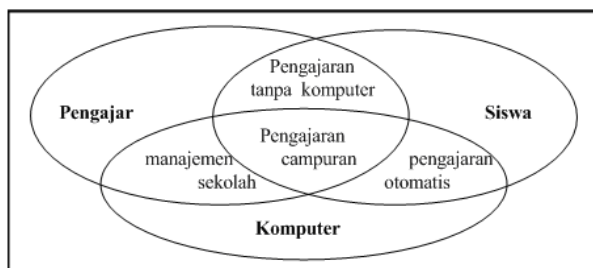 Pengajaran
tanpa komputer
Pengajar
Siswa
Pengajaran
campuran
manajemen
sekolah
pengajaran
otomatis
Komputer